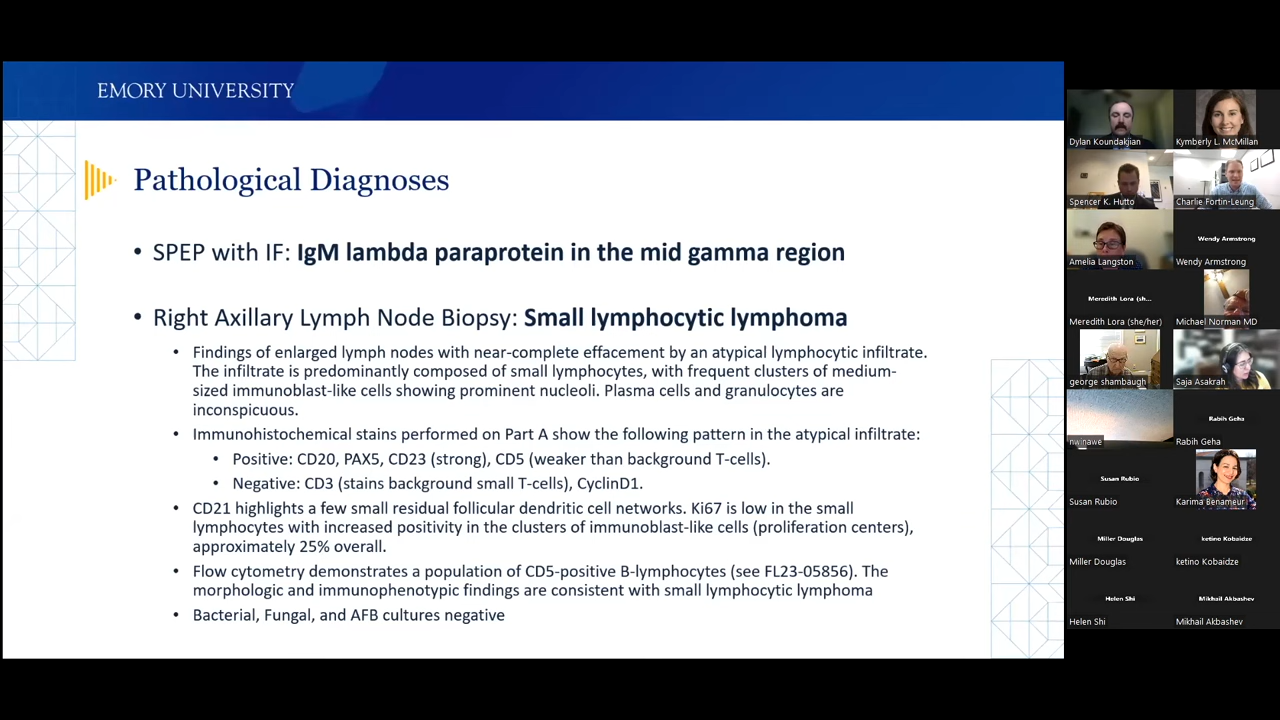 EMORY UNIVERSITY
Pathological Diagnoses
• SPEP with IF: IgM lambda paraprotein in the mid gamma region
• Right Axillary Lymph Node Biopsy: Small lymphocytic lymphoma
• Findings of enlarged lymph nodes with near-complete effacement by an atypical lymphocytic infiltrate.
The infiltrate is predominantly composed of small lymphocytes, with frequent clusters of medium-
sized immunoblast-like cells showing prominent nucleoli. Plasma cells and granulocytes are
inconspicuous.
• Immunohistochemical stains performed on Part A show the following pattern in the atypical infiltrate:
• Positive: CD20, PAX5, CD23 (strong), CD5 (weaker than background T-cells).
• Negative: CD3 (stains background small T-cells), CyclinD1.
• CD21 highlights a few small residual follicular dendritic cell networks. Ki67 is low in the small
lymphocytes with increased positivity in the clusters of immunoblast-like cells (proliferation centers),
approximately 25% overall.
• Flow cytometry demonstrates a population of CD5-positive B-lymphocytes (see FL23-05856). The
morphologic and immunophenotypic findings are consistent with small lymphocytic lymphoma
• Bacterial, Fungal, and AFB cultures negative
Dylan Koundakjian
Kymberly L. McMillan
Spencer K. Hutto
Charlie Fortin-Leung
Amelia Langston
Wendy Armstrong
Wendy Armstrong
Meredith Lora (sh...
Meredith Lora (she/her)
Michael Norman MD
george shambaugh
Saja Asakrah
nwinawe
Rabih Geha
Rabih Geha
Susan Rubio
Susan Rubio
Karima Benameur
Miller Douglas
Miller Douglas
ketino Kobaidze
ketino Kobaidze
Helen Shi
Helen Shi
Mikhail Akbashev
Mikhail Akbashev